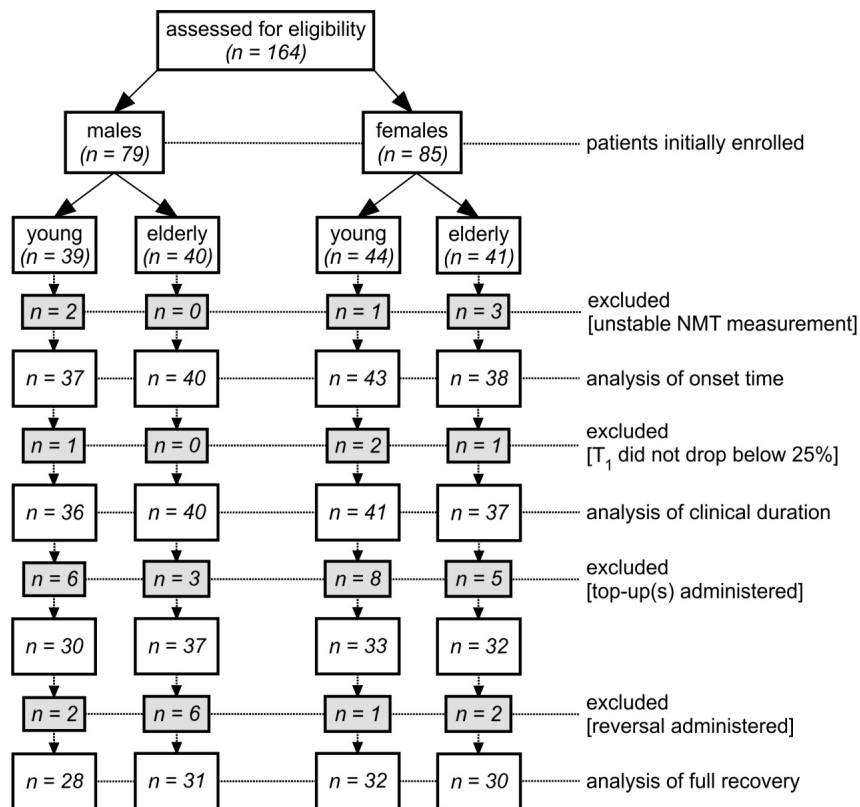 assessed for eligibility
(n = 164)
males
(n = 79)
females
(n = 85)
patients initially enrolled
young
(n = 39)
elderly
(n = 40)
young
(n = 44)
elderly
(n = 41)
n = 2
n = 0
n = 1
n = 3
excluded
[unstable NMT measurement]
n = 37
n = 40
n = 43
n = 38
analysis of onset time
n = 1
n = 0
n = 2
n = 1
excluded
[T₁ did not drop below 25%]
n = 36
n = 40
n = 41
n = 37
analysis of clinical duration
n = 6
n = 3
n = 8
n = 5
excluded
[top-up(s) administered]
n = 30
n = 37
n = 33
n = 32
n = 2
n = 6
n = 1
n = 2
excluded
[reversal administered]
n = 28
n = 31
n = 32
n = 30
analysis of full recovery